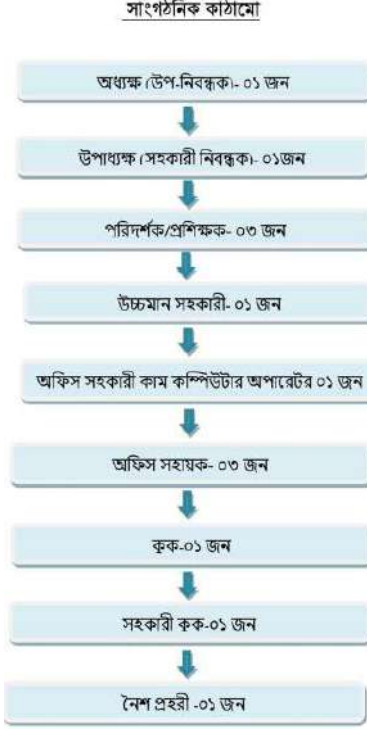 সাংগঠনিক কাঠামো
অধ্যক্ষ (উপ-নিবন্ধক)- ০১ জন
উপাধ্যক্ষ (সহকারী নিবন্ধক)- ০১জন
পরিদর্শক/প্রশিক্ষক- ০৩ জন
উচ্চমান সহকারী- ০১ জন
অফিস সহকারী কাম কম্পিউটার অপারেটর ০১ জন
অফিস সহায়ক- ০৩ জন
কুক-০১ জন
সহকারী কুক-০১ জন
নৈশ প্রহরী -০১ জন